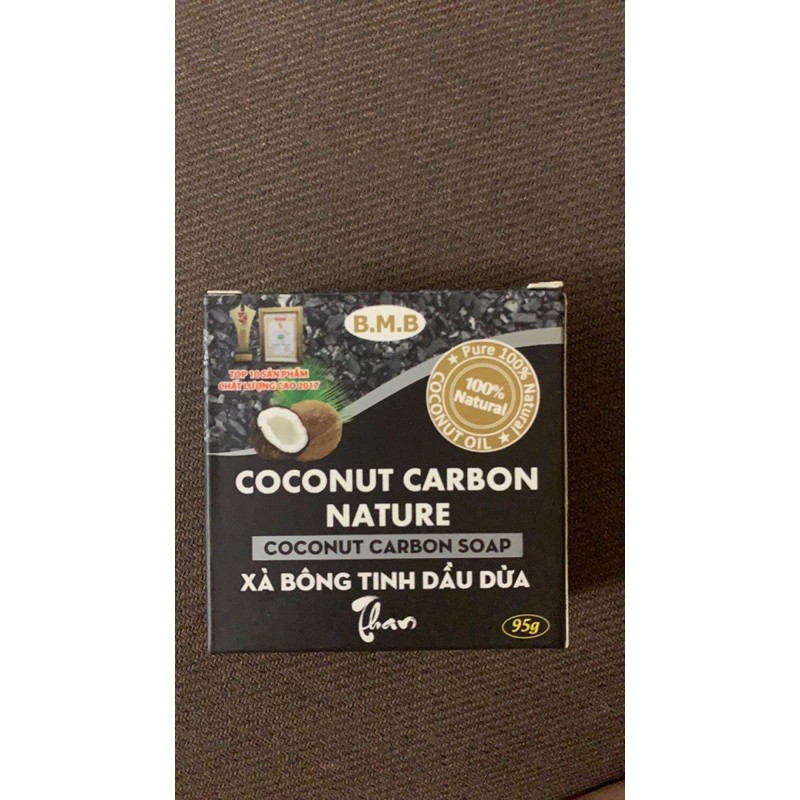 B.M.B
TOP 10 SẢN PHẨM
CHẤT LƯỢNG CAO 2017
Pure 100% Natural
100%
Natural
COCONUT OIL
COCONUT CARBON
NATURE
COCONUT CARBON SOAP
XÀ BÔNG TINH DẦU DỪA
Than
95g